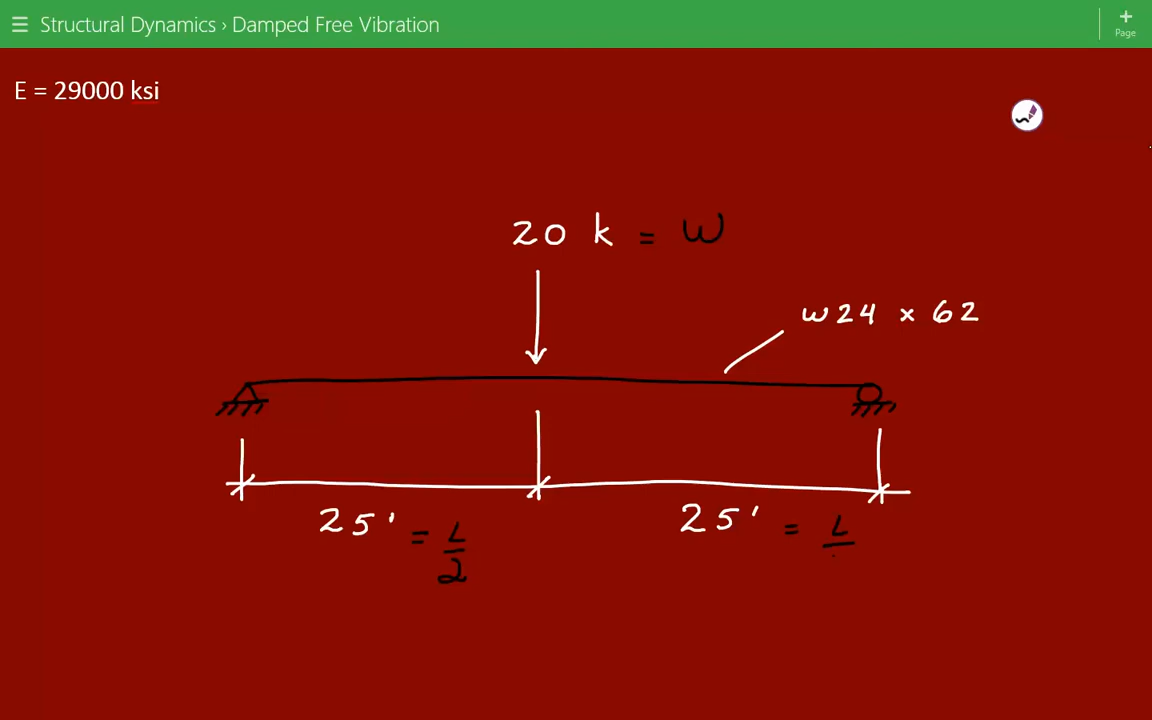 Structural Dynamics › Damped Free Vibration
Page
E = 29000 ksi
20 k = W
W24 × 62
25' = L/2
25' = L/